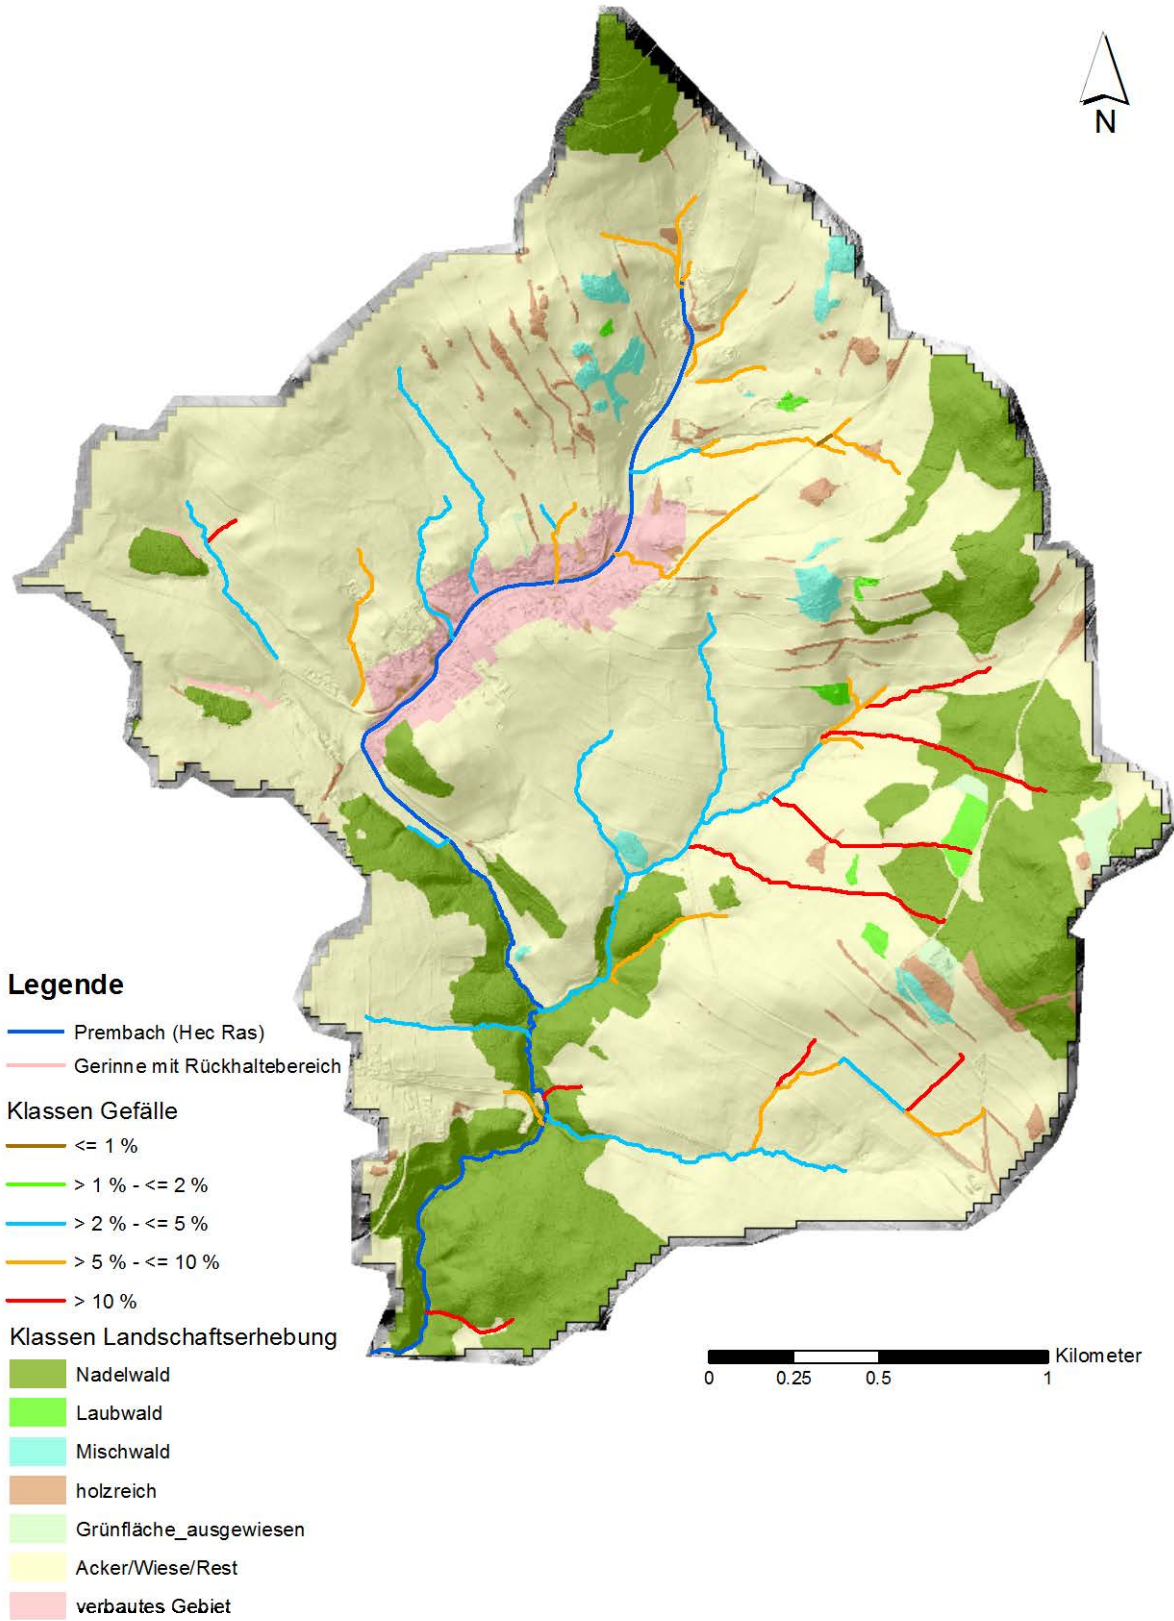 N
Legende
Prembach (Hec Ras)
Gerinne mit Rückhaltebereich
Klassen Gefälle
<= 1 %
> 1 % - <= 2 %
> 2 % - <= 5 %
> 5 % - <= 10 %
> 10 %
Klassen Landschaftserhebung
Nadelwald
Laubwald
Mischwald
holzreich
Grünfläche_ausgewiesen
Acker/Wiese/Rest
verbautes Gebiet
Kilometer
0 0.25 0.5 1